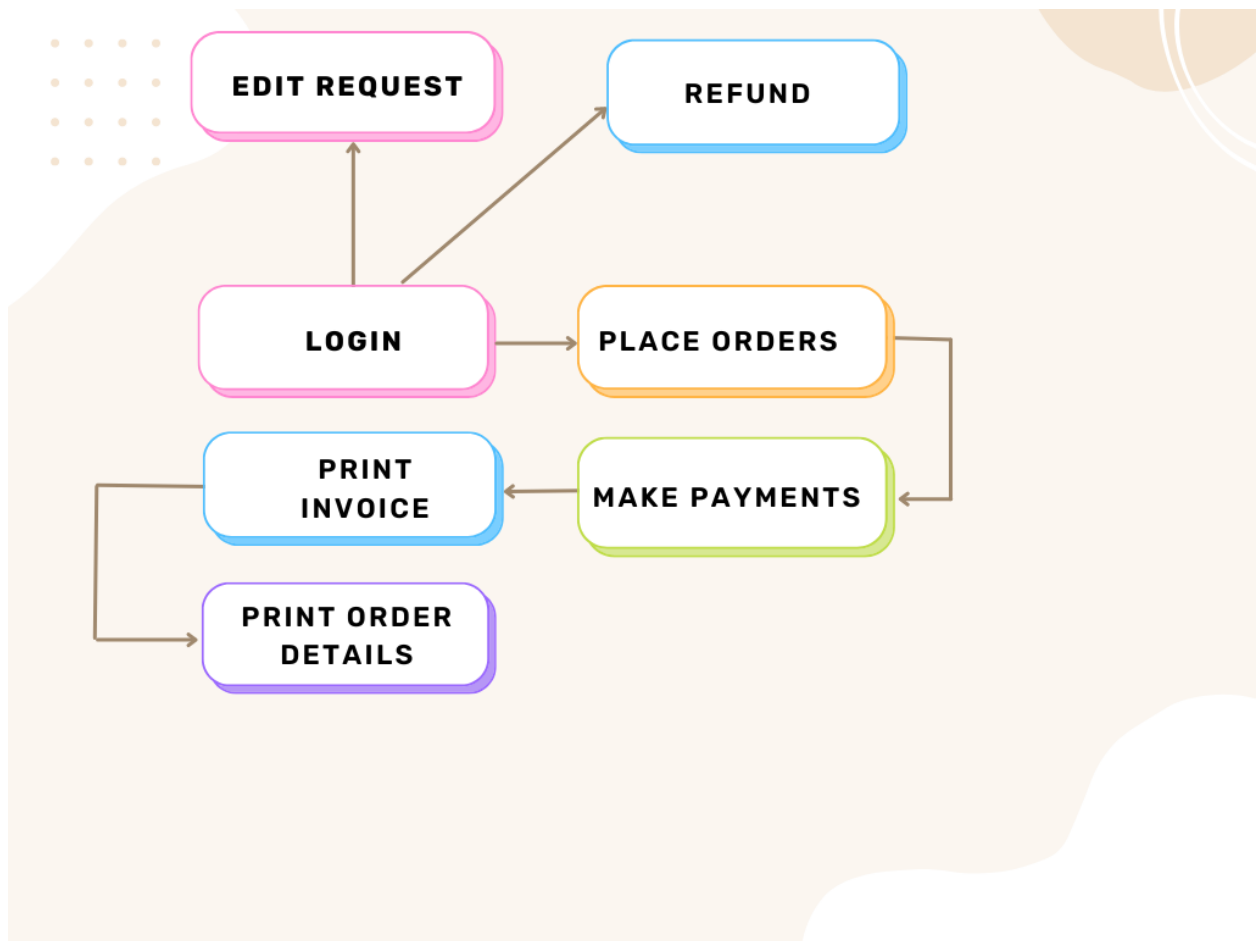 EDIT REQUEST
REFUND
LOGIN
PLACE ORDERS
PRINT
INVOICE
MAKE PAYMENTS
PRINT ORDER
DETAILS